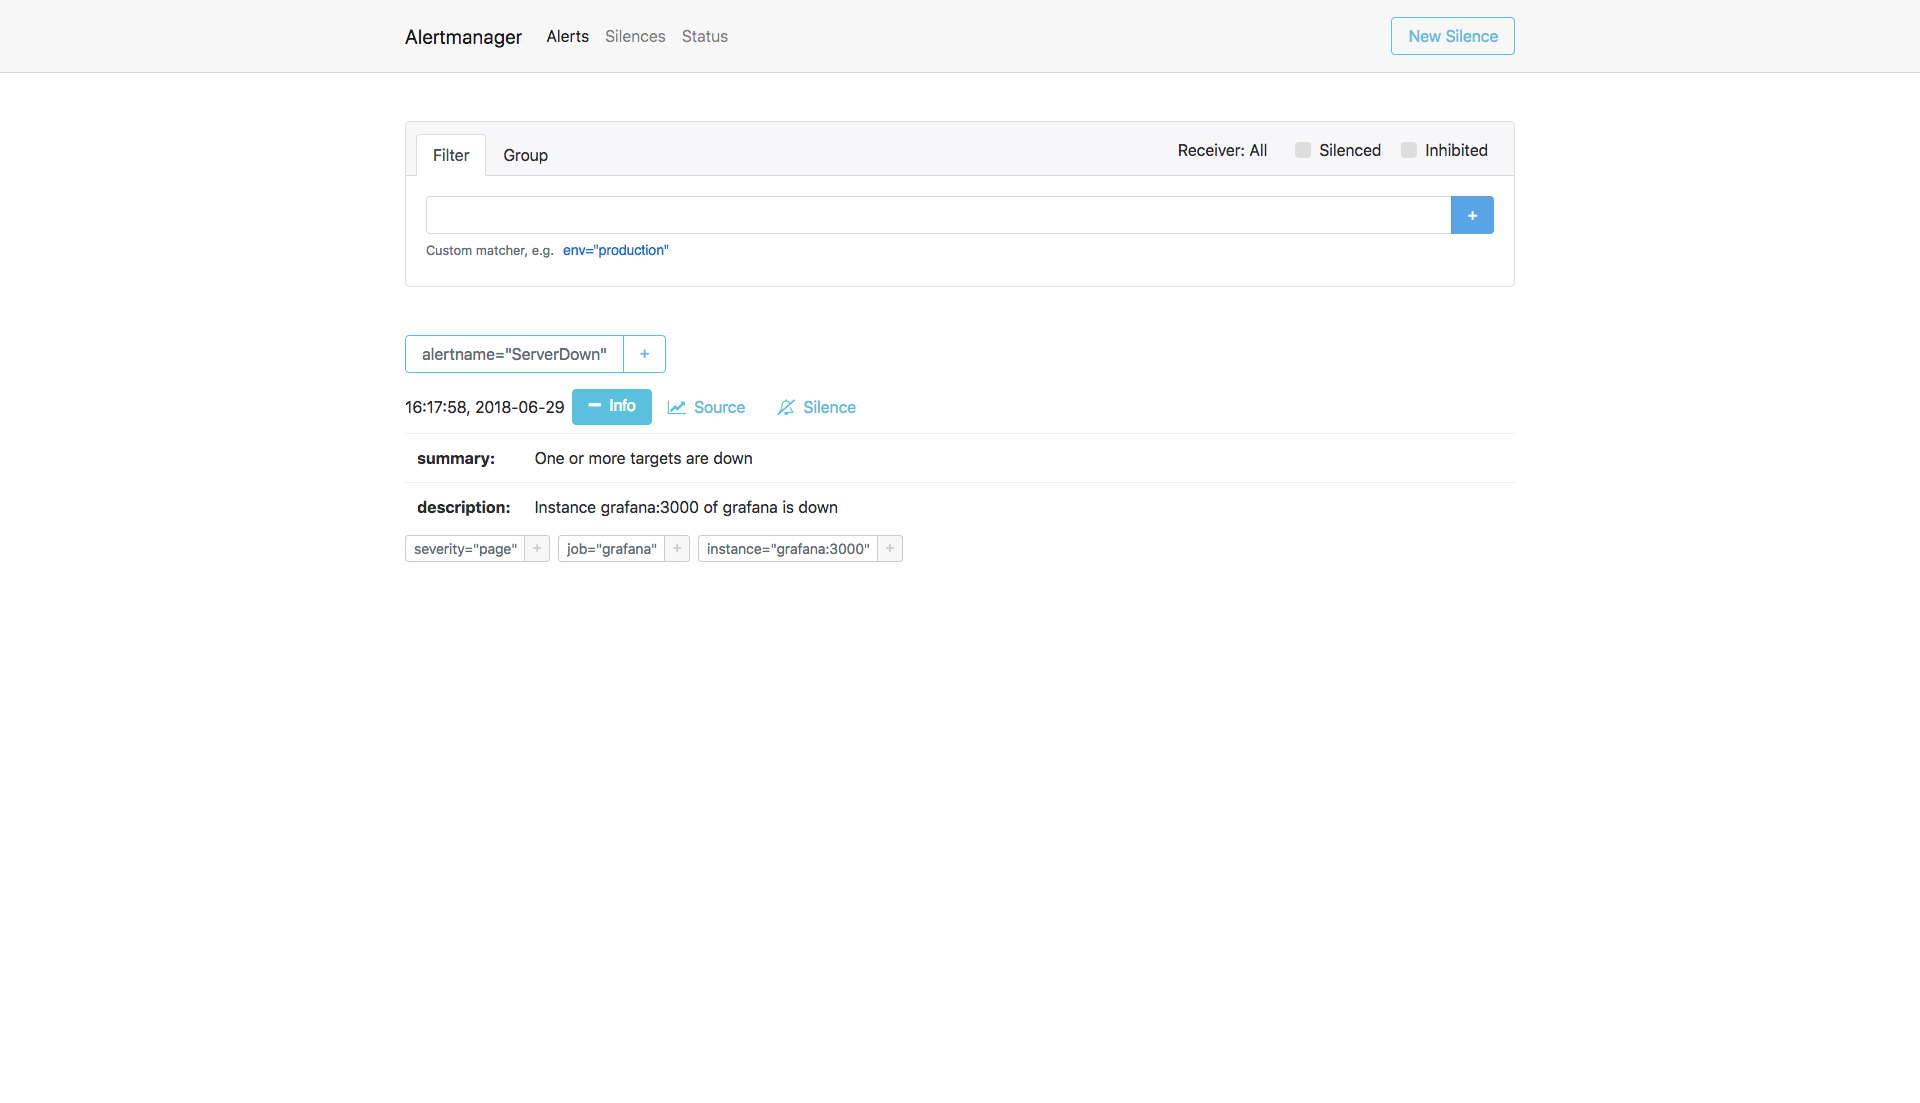 Alertmanager Alerts Silences Status New Silence
Filter Group Receiver: All Silenced Inhibited
+
Custom matcher, e.g. env="production"
alertname="ServerDown" +
16:17:58, 2018-06-29 Info Source Silence
summary: One or more targets are down
description: Instance grafana:3000 of grafana is down
severity="page" + job="grafana" + instance="grafana:3000" +